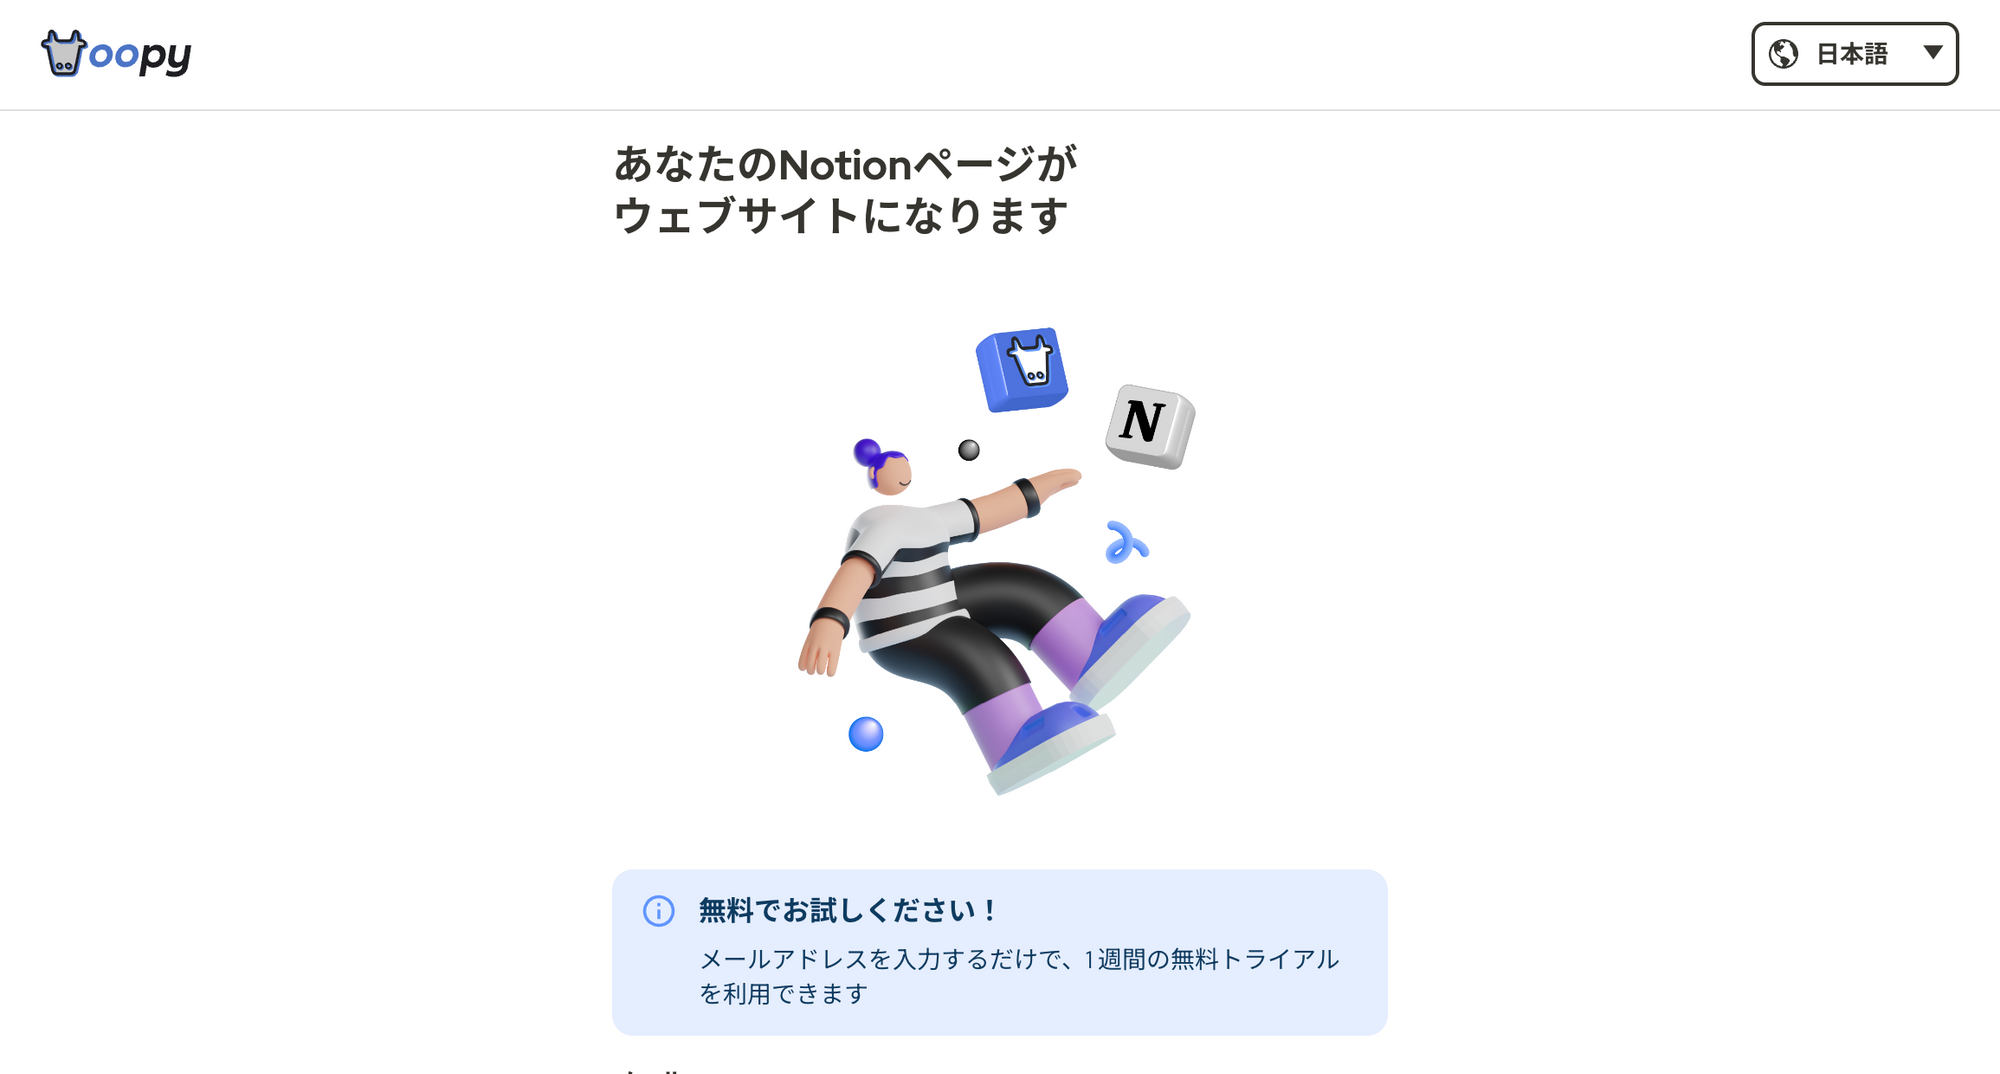 oopy
日本語
あなたのNotionページが
ウェブサイトになります
N
無料でお試しください！
メールアドレスを入力するだけで、1週間の無料トライアル
を利用できます